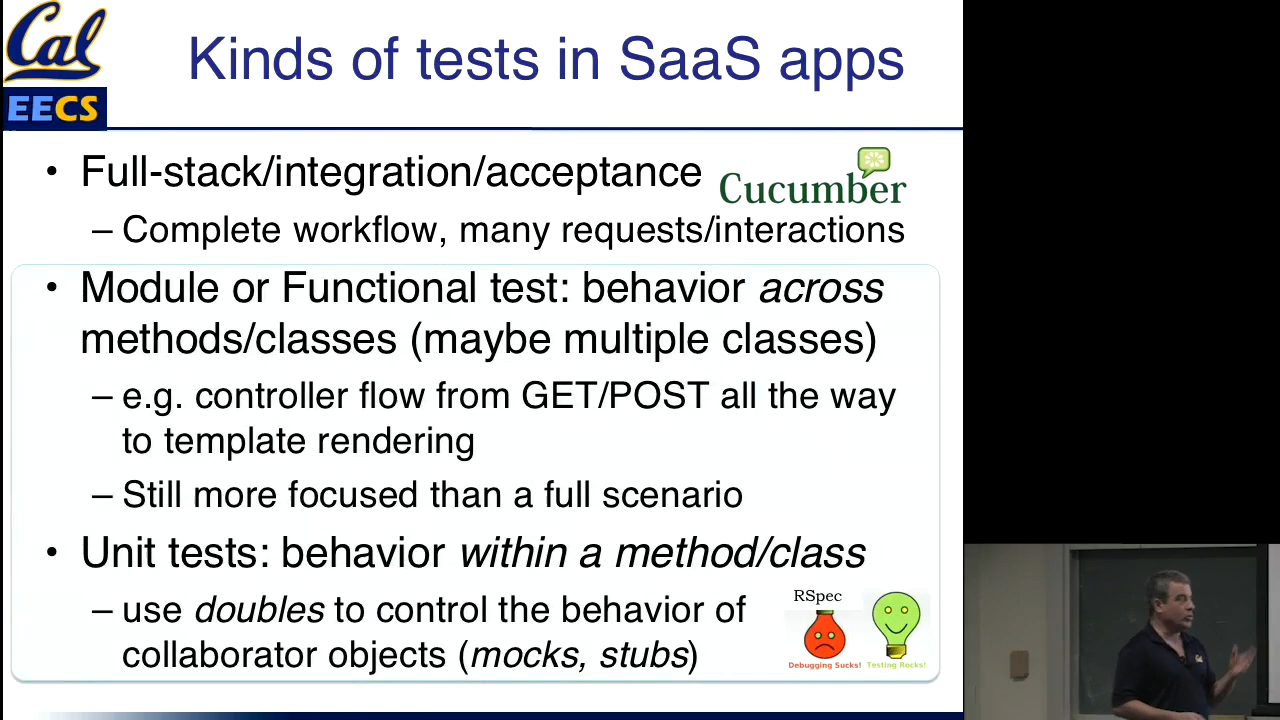 Cal
EECS
Kinds of tests in SaaS apps
• Full-stack/integration/acceptance
Cucumber
– Complete workflow, many requests/interactions
• Module or Functional test: behavior across
methods/classes (maybe multiple classes)
– e.g. controller flow from GET/POST all the way
to template rendering
– Still more focused than a full scenario
• Unit tests: behavior within a method/class
– use doubles to control the behavior of
collaborator objects (mocks, stubs)
RSpec
Debugging Sucks! Testing Rocks!
Cal